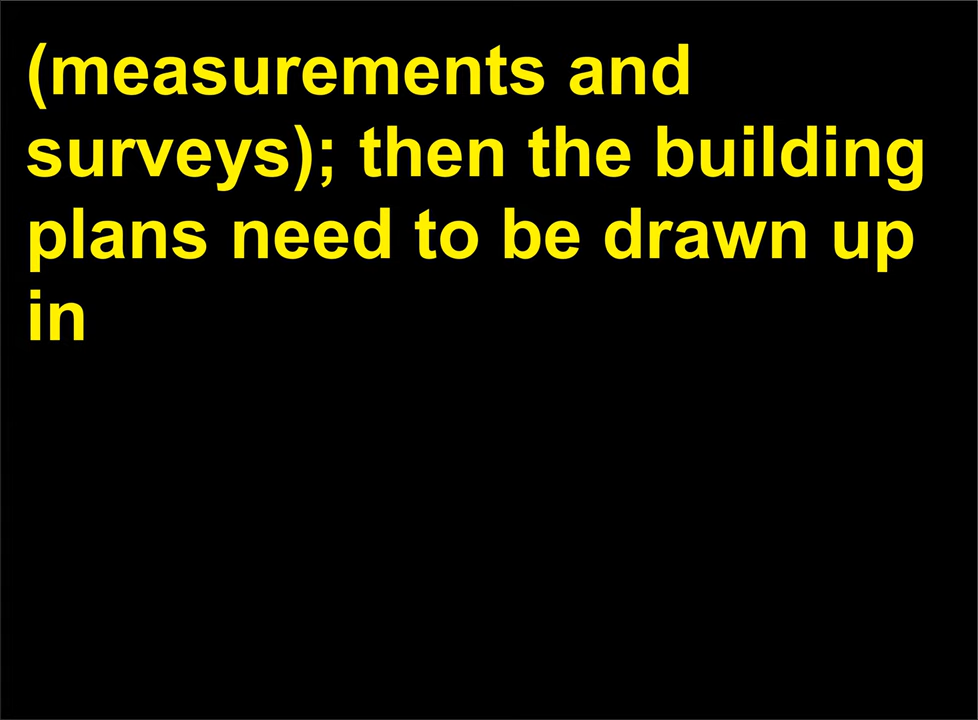 (measurements and
surveys); then the building
plans need to be drawn up
in